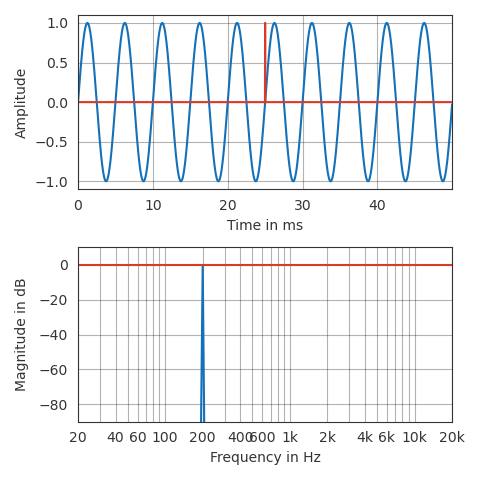 1.0
0.5
0.0
−0.5
−1.0
Amplitude
0 10 20 30 40
Time in ms
0
−20
−40
−60
−80
Magnitude in dB
20 40 60 100 200 400 600 1k 2k 4k 6k 10k 20k
Frequency in Hz